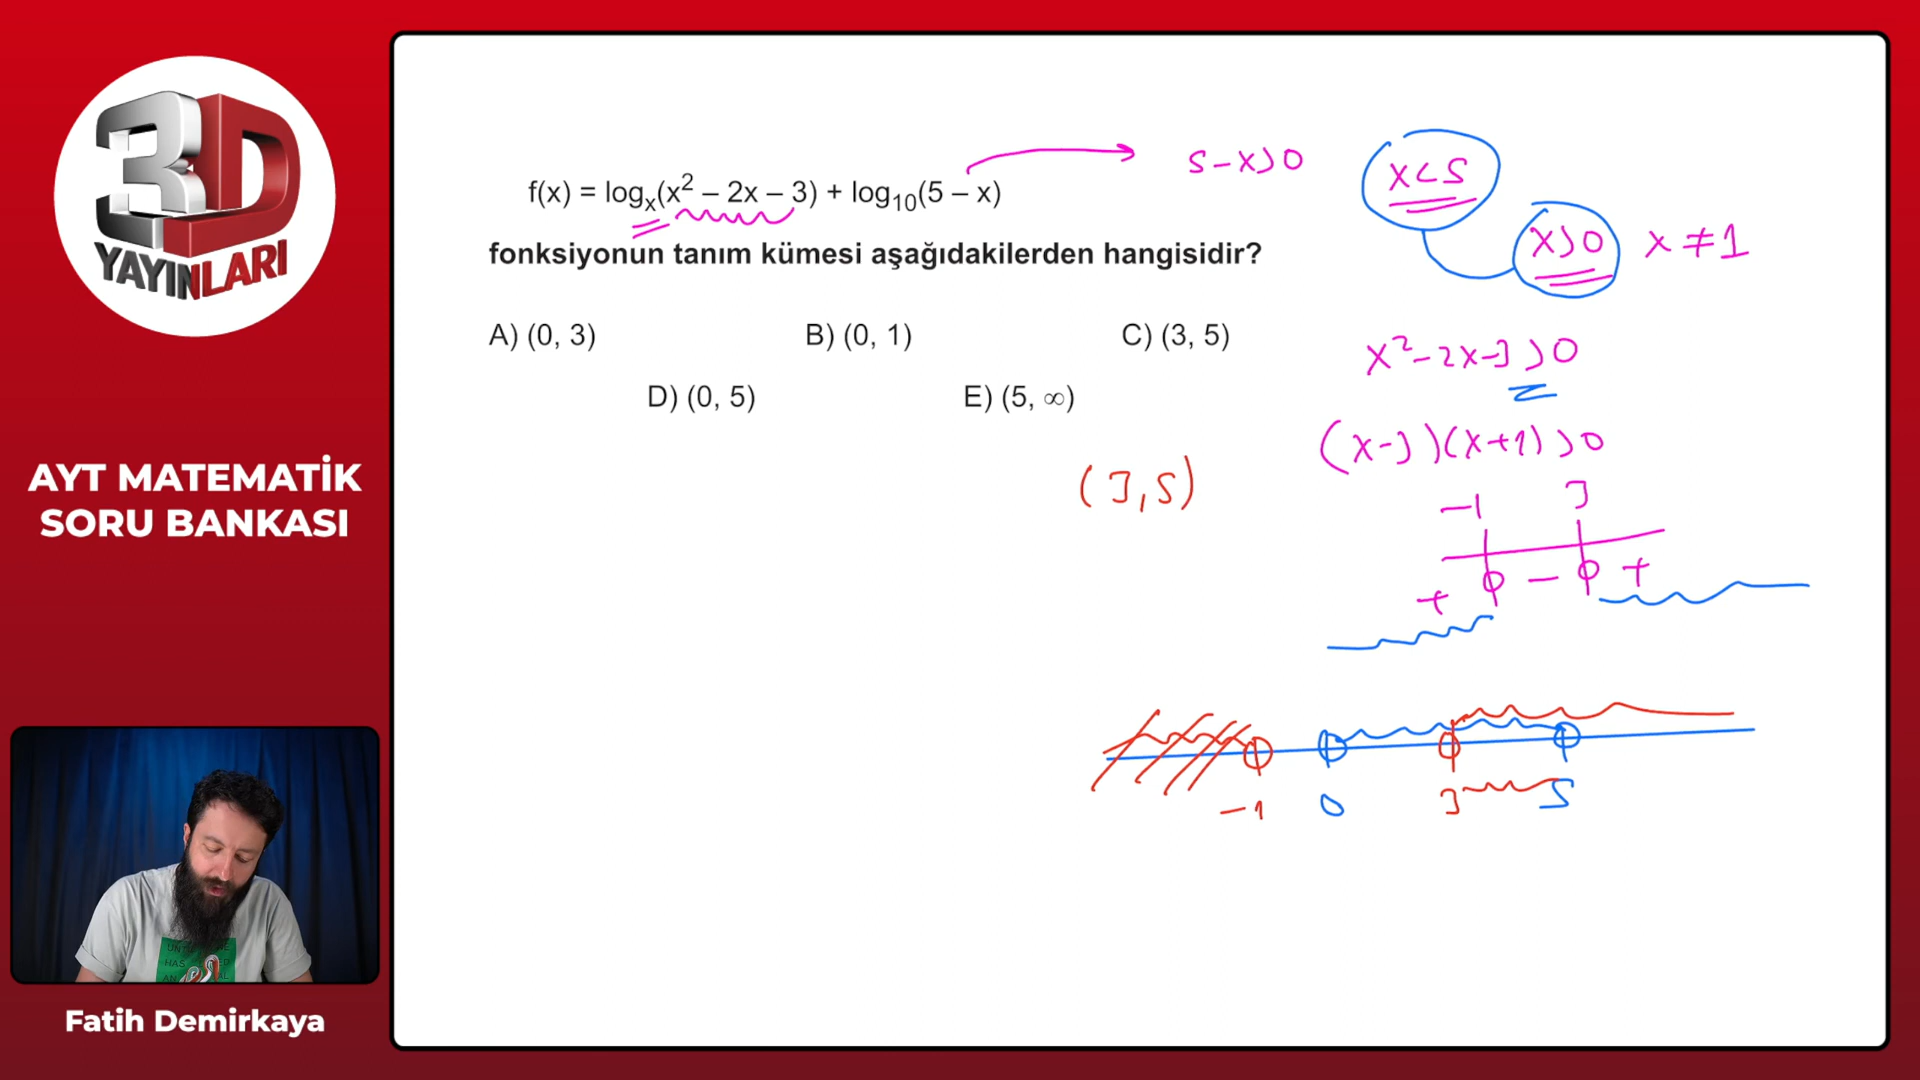 3D
YAYINLARI
AYT MATEMATİK
SORU BANKASI
Fatih Demirkaya
f(x) = logₓ(x² – 2x – 3) + log₁₀(5 – x)
fonksiyonun tanım kümesi aşağıdakilerden hangisidir?
A) (0, 3)
B) (0, 1)
C) (3, 5)
D) (0, 5)
E) (5, ∞)
5-x>0
x<5
x>0 x≠1
x²-2x-3>0
(x-3)(x+1)>0
-1 3
+ - +
(3,5)
-1 0 3 5